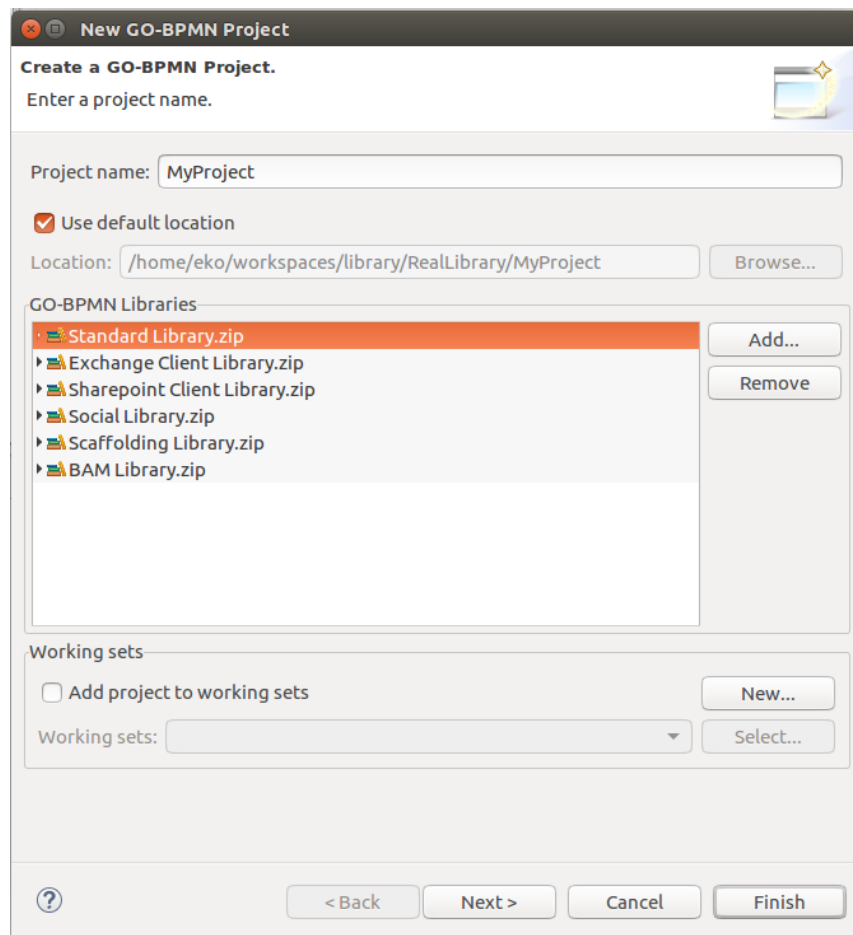 New GO-BPMN Project
Create a GO-BPMN Project.
Enter a project name.
Project name: MyProject
Use default location
Location: /home/eko/workspaces/library/RealLibrary/MyProject Browse...
GO-BPMN Libraries
Standard Library.zip Add...
Exchange Client Library.zip
Sharepoint Client Library.zip Remove
Social Library.zip
Scaffolding Library.zip
BAM Library.zip
Working sets
Add project to working sets New...
Working sets: Select...
? < Back Next > Cancel Finish